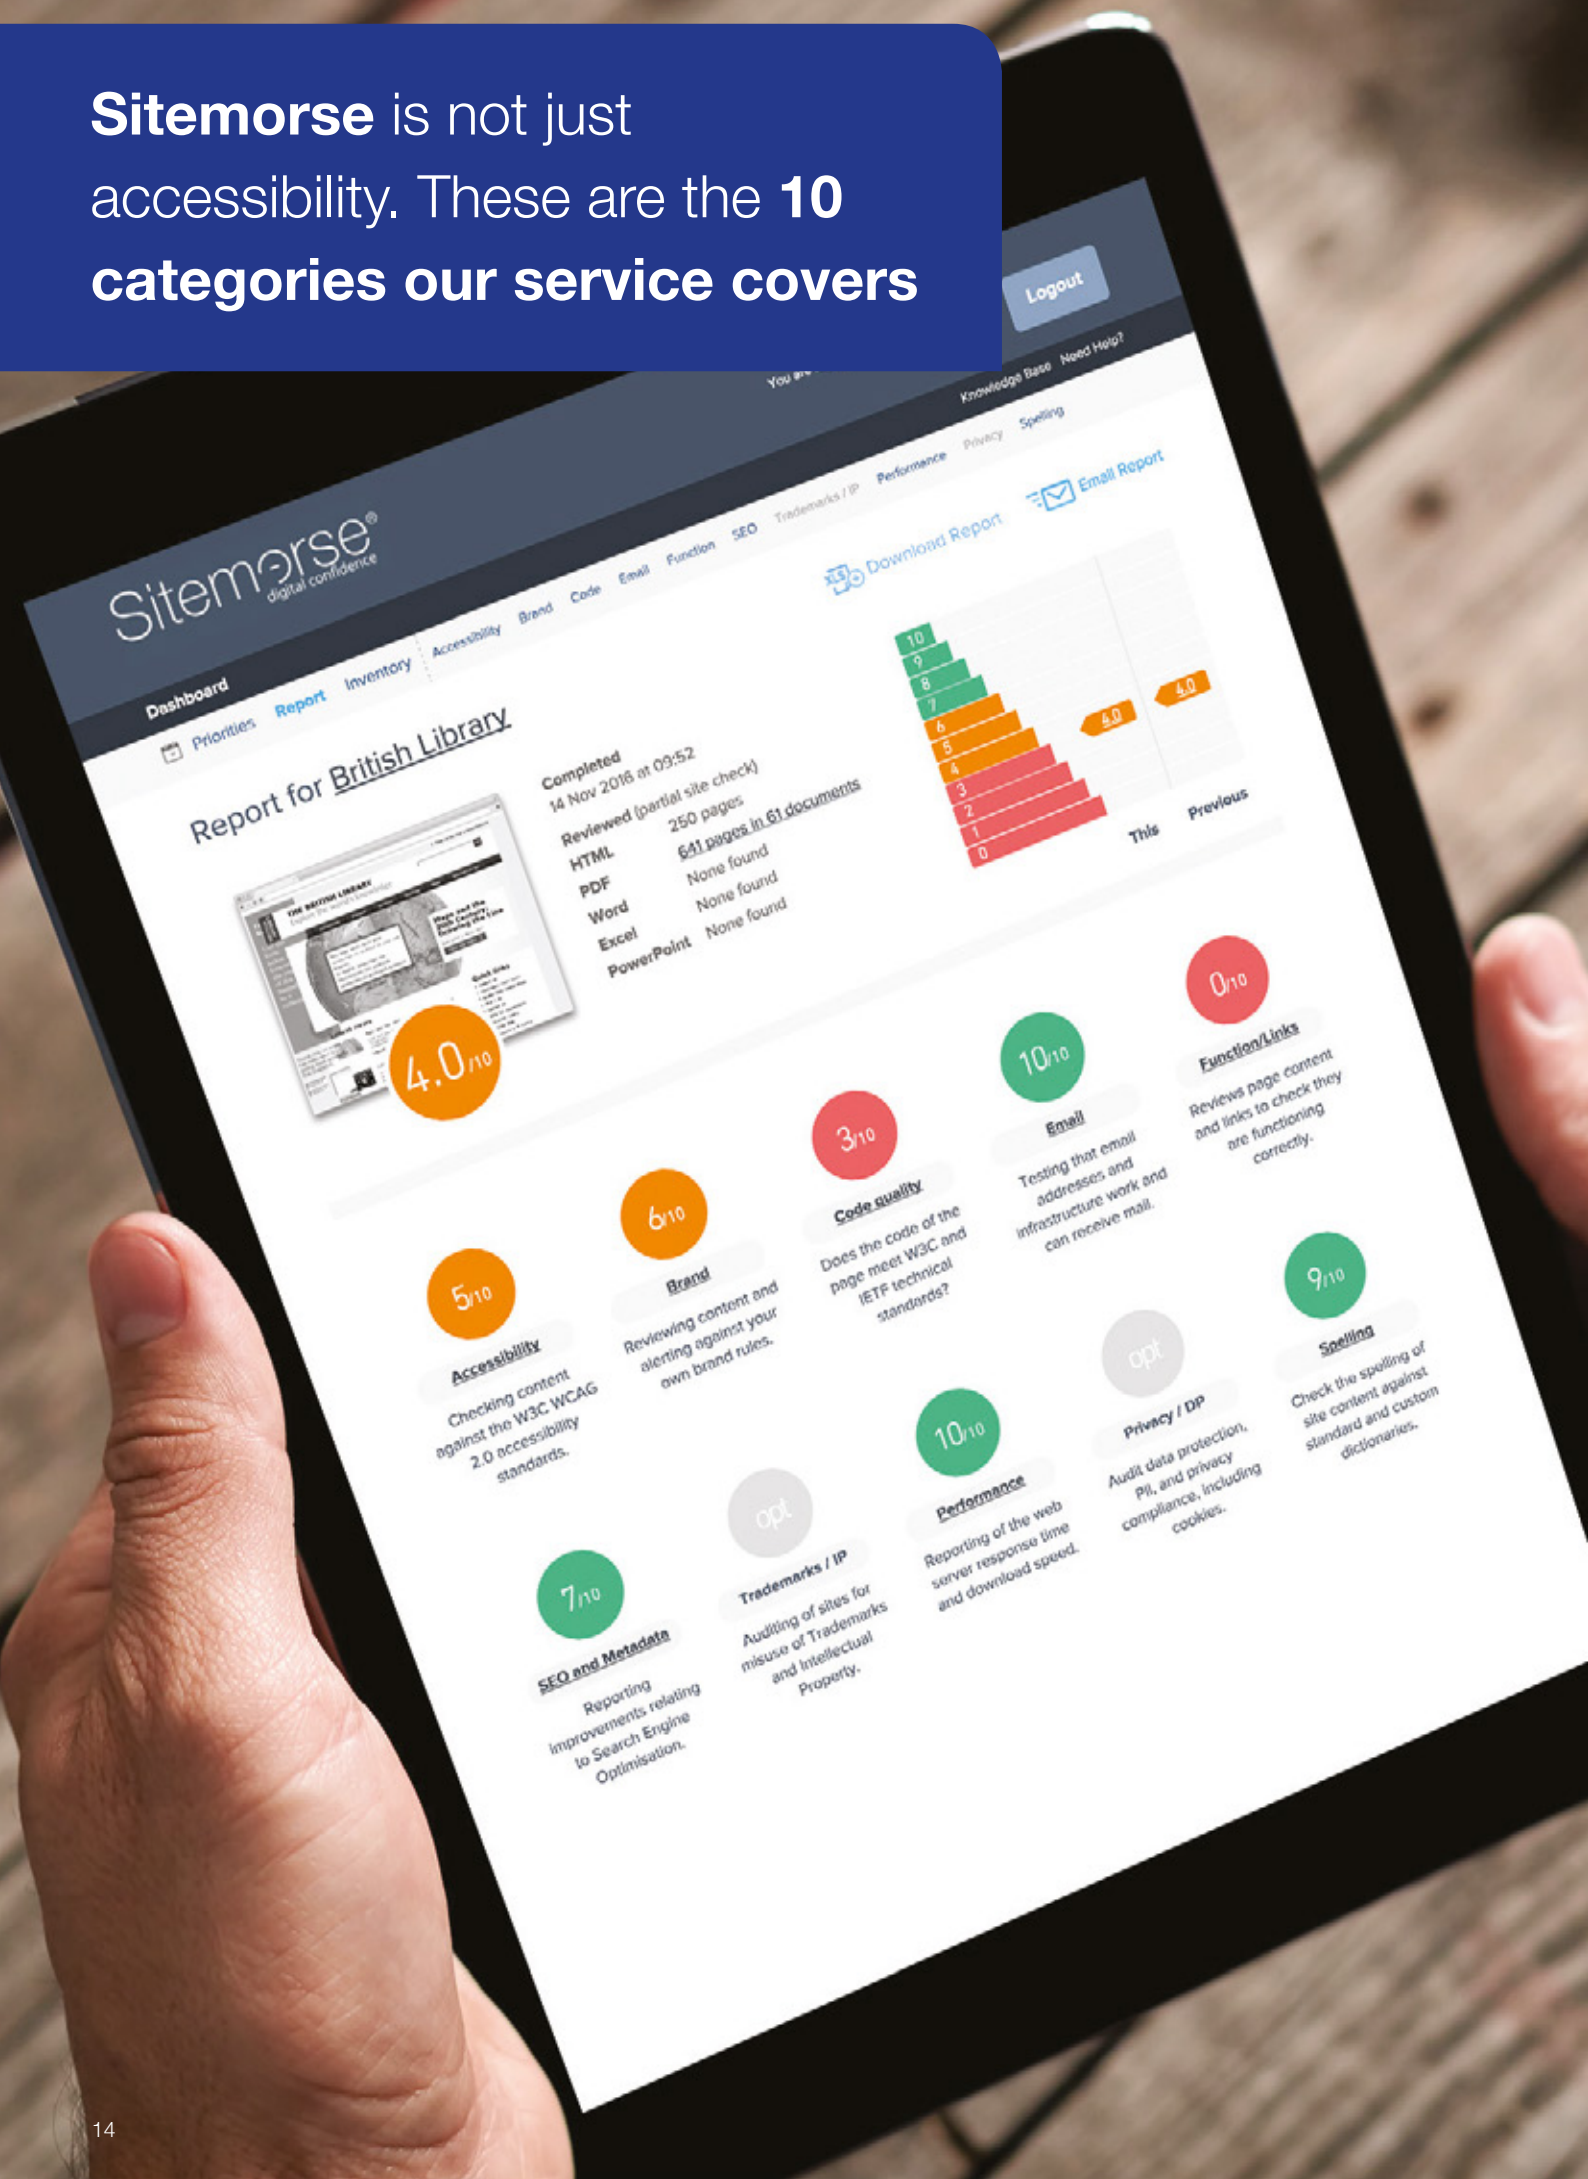 Sitemorse is not just
accessibility. These are the 10
categories our service covers
Logout
You are
Knowledge Base Need Help?
Sitemorse®
digital confidence
Dashboard
Priorities Report Inventory Accessibility Brand Code Email Function SEO Trademarks / IP Performance Privacy Spelling
Report for British Library
XLS Download Report
Email Report
THE BRITISH LIBRARY
4.0/10
Completed
14 Nov 2016 at 09:52
Reviewed (partial site check)
HTML 250 pages
PDF 641 pages in 61 documents
Word None found
Excel None found
PowerPoint None found
10
9
8
7
6
5
4
3
2
1
0
4.0
4.0
This
Previous
5/10
Accessibility
Checking content
against the W3C WCAG
2.0 accessibility
standards.
6/10
Brand
Reviewing content and
alerting against your
own brand rules.
3/10
Code quality
Does the code of the
page meet W3C and
IETF technical
standards?
10/10
Email
Testing that email
addresses and
infrastructure work and
can receive mail.
0/10
Function/Links
Reviews page content
and links to check they
are functioning
correctly.
7/10
SEO and Metadata
Reporting
improvements relating
to Search Engine
Optimisation.
opt
Trademarks / IP
Auditing of sites for
misuse of Trademarks
and Intellectual
Property.
10/10
Performance
Reporting of the web
server response time
and download speed.
opt
Privacy / DP
Audit data protection,
PII, and privacy
compliance, including
cookies.
9/10
Spelling
Check the spelling of
site content against
standard and custom
dictionaries.
14